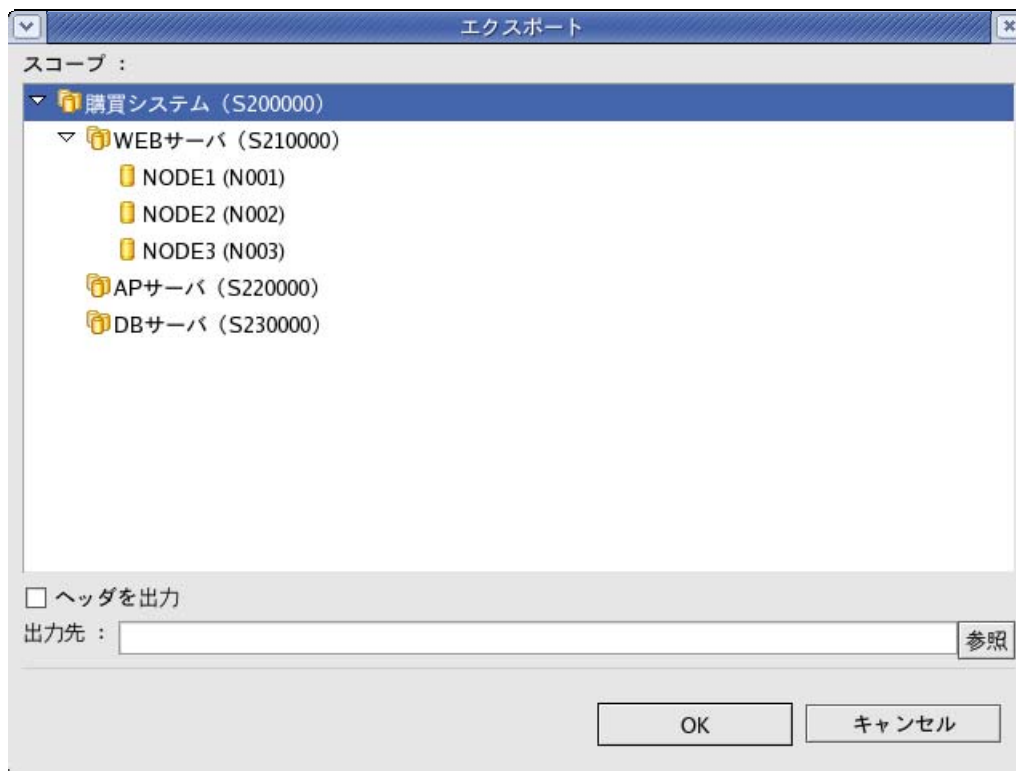 エクスポート
スコープ :
購買システム（S200000）
WEBサーバ（S210000）
NODE1 (N001)
NODE2 (N002)
NODE3 (N003)
APサーバ（S220000）
DBサーバ（S230000）
ヘッダを出力
出力先 :
参照
OK
キャンセル